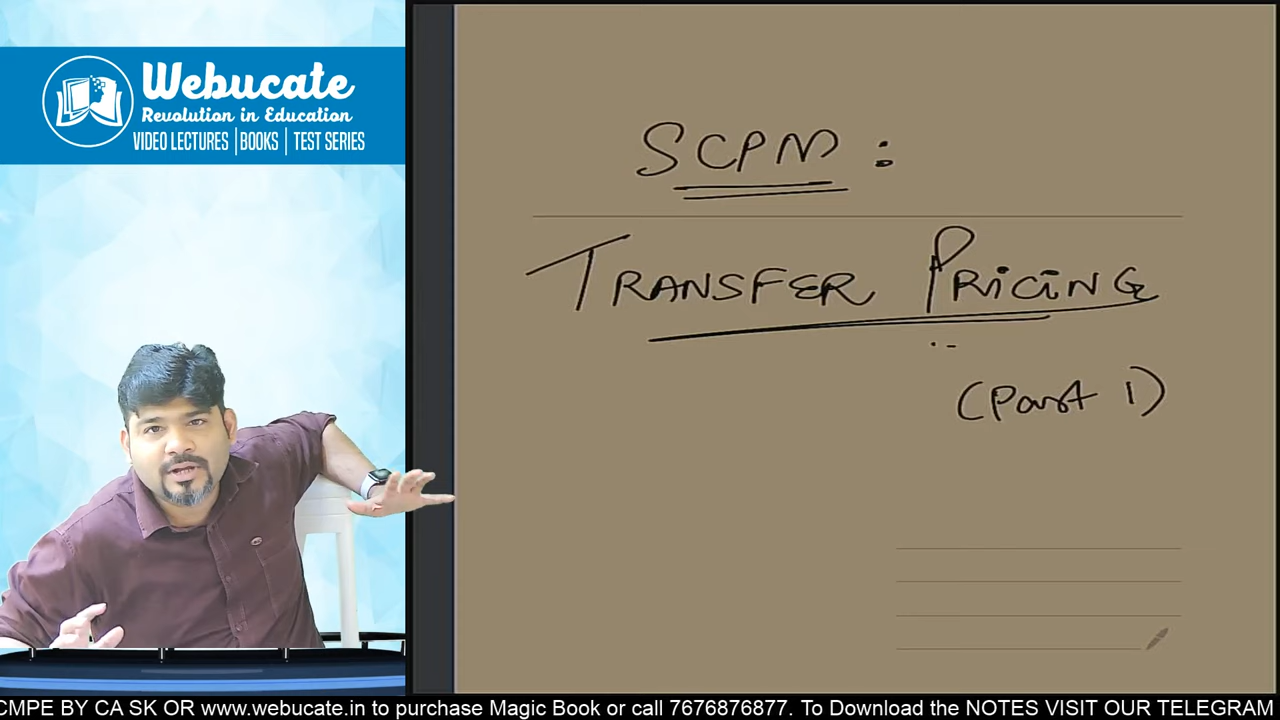 Webucate
Revolution in Education
VIDEO LECTURES | BOOKS | TEST SERIES
SCPM :
TRANSFER PRICING
(Part 1)
CMPE BY CA SK OR www.webucate.in to purchase Magic Book or call 7676876877. To Download the NOTES VISIT OUR TELEGRAM